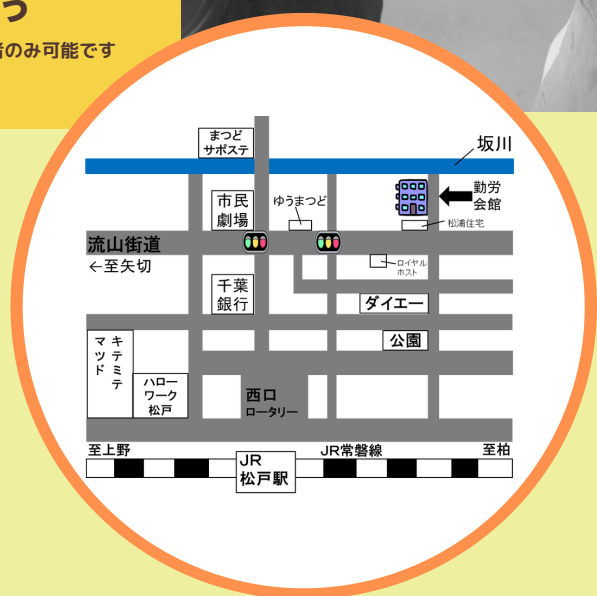 う
者のみ可能です
まつど
サポステ
坂川
市民
劇場
ゆうまつど
勤労
会館
松浦住宅
流山街道
←至矢切
ロイヤル
ホスト
千葉
銀行
ダイエー
公園
キテミテ
マツド
ハロー
ワーク
松戸
西口
ロータリー
至上野
JR常磐線
至柏
JR
松戸駅